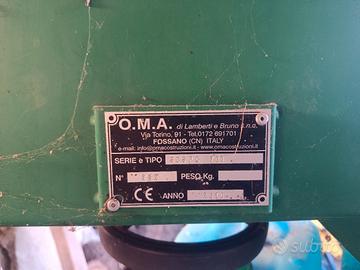 O.M.A. di Lamberti e Bruno s.n.c.
Via Torino, 91 - Tel.0172 691701
FOSSANO (CN) ITALY
e-mail: info@omacostruzioni.it - www.omacostruzioni.com
SERIE e TIPO
N° PESO Kg.
CE ANNO
subito